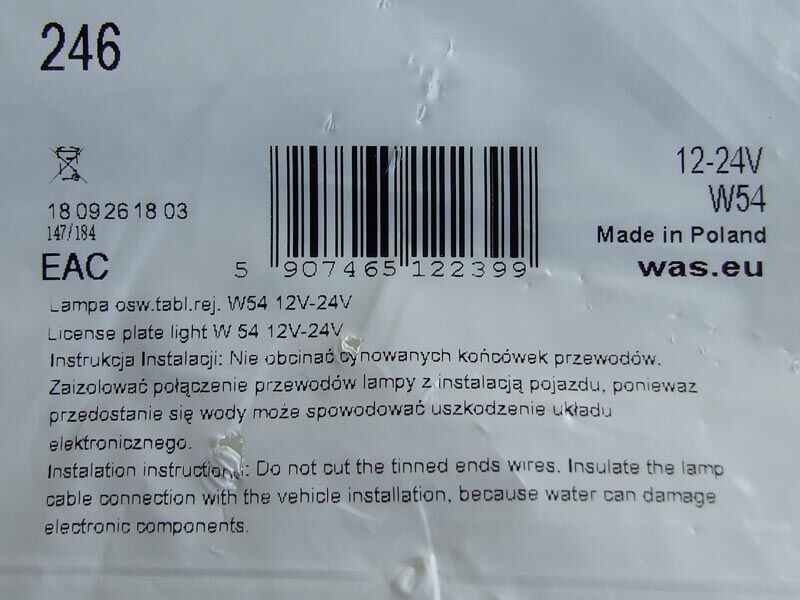 246
12-24V
W54
18 09 26 18 03
147/184
Made in Poland
EAC
was.eu
5 907465 122399
Lampa osw.tabl.rej. W54 12V-24V
License plate light W 54 12V-24V
Instrukcja Instalacji: Nie obcinać cynowanych końcówek przewodów.
Zaizolować połączenie przewodów lampy z instalacją pojazdu, ponieważ
przedostanie się wody może spowodować uszkodzenie układu
elektronicznego.
Instalation instruction: Do not cut the tinned ends wires. Insulate the lamp
cable connection with the vehicle installation, because water can damage
electronic components.